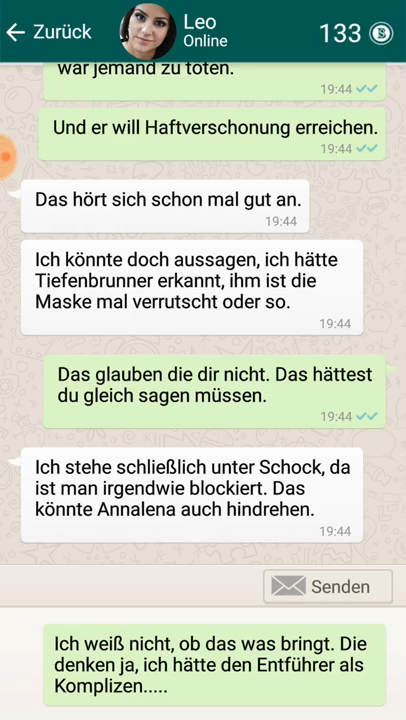 Zurück
Leo
Online
133
war jemand zu töten.
19:44
Und er will Haftverschonung erreichen.
19:44
Das hört sich schon mal gut an.
19:44
Ich könnte doch aussagen, ich hätte
Tiefenbrunner erkannt, ihm ist die
Maske mal verrutscht oder so.
19:44
Das glauben die dir nicht. Das hättest
du gleich sagen müssen.
19:44
Ich stehe schließlich unter Schock, da
ist man irgendwie blockiert. Das
könnte Annalena auch hindrehen.
19:44
Senden
Ich weiß nicht, ob das was bringt. Die
denken ja, ich hätte den Entführer als
Komplizen.....